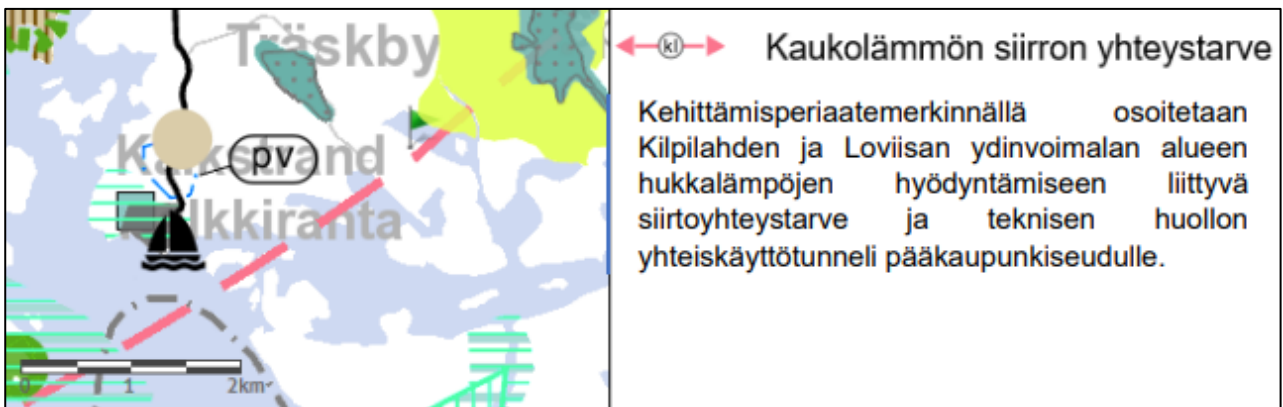 Träskby
pv
Kalkstrand
Kalkkiranta
0 1 2km
kl
Kaukolämmön siirron yhteystarve
Kehittämisperiaatemerkinnällä osoitetaan
Kilpilahden ja Loviisan ydinvoimalan alueen
hukkalämpöjen hyödyntämiseen liittyvä
siirtoyhteystarve ja teknisen huollon
yhteiskäyttötunneli pääkaupunkiseudulle.